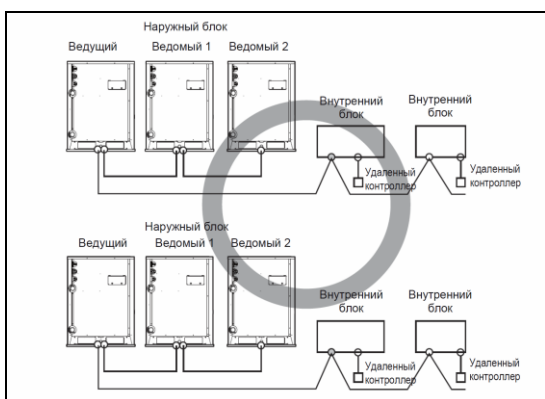 Наружный блок
Ведущий Ведомый 1 Ведомый 2
Внутренний блок
Внутренний блок
Удаленный контроллер
Удаленный контроллер
Наружный блок
Ведущий Ведомый 1 Ведомый 2
Внутренний блок
Внутренний блок
Удаленный контроллер
Удаленный контроллер